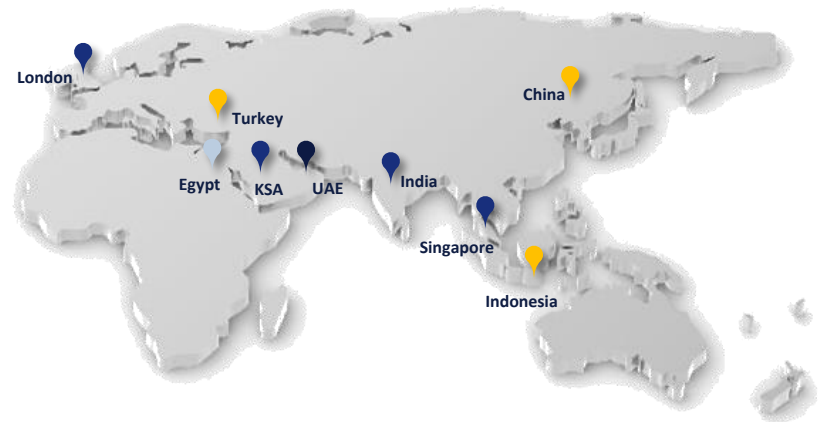 London
China
Turkey
Egypt
KSA
UAE
India
Singapore
Indonesia